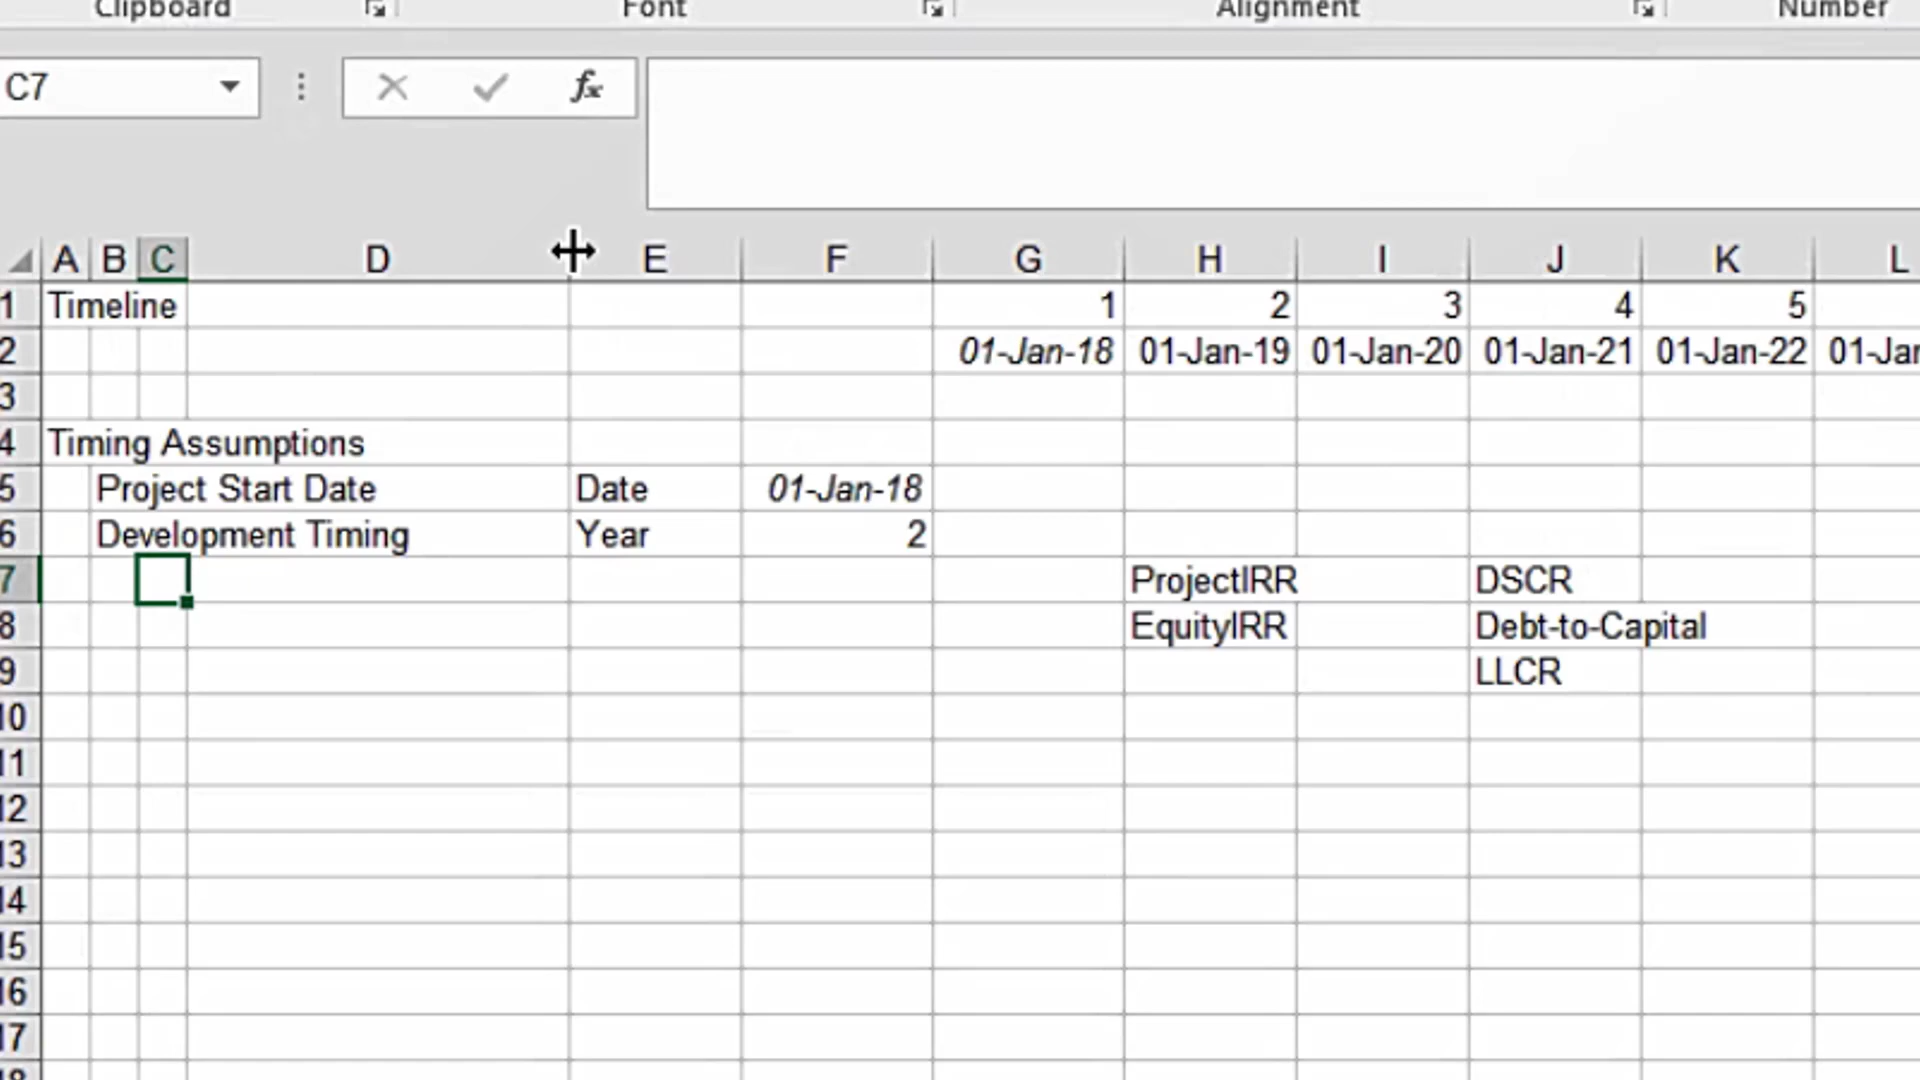 Clipboard Font Alignment Number
C7 fx
A B C D E F G H I J K L
1 Timeline 1 2 3 4 5
2 01-Jan-18 01-Jan-19 01-Jan-20 01-Jan-21 01-Jan-22 01-Jan
3
4 Timing Assumptions
5 Project Start Date Date 01-Jan-18
6 Development Timing Year 2
7 ProjectIRR DSCR
8 EquityIRR Debt-to-Capital
9 LLCR
10
11
12
13
14
15
16
17
18